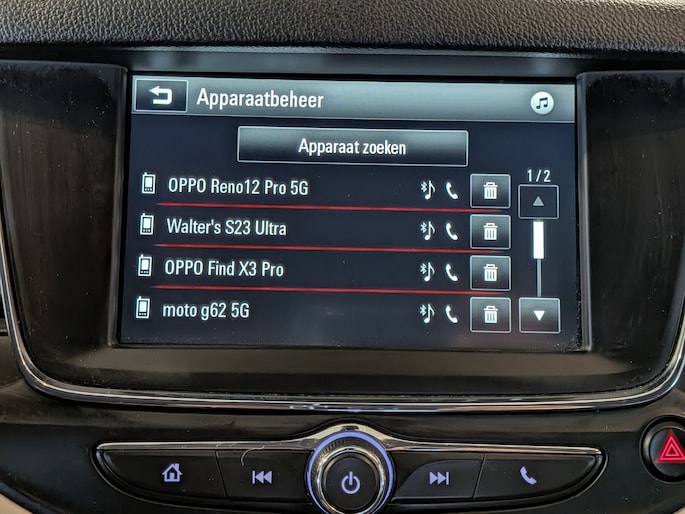 Apparaatbeheer
Apparaat zoeken
OPPO Reno12 Pro 5G
1/2
Walter's S23 Ultra
OPPO Find X3 Pro
moto g62 5G